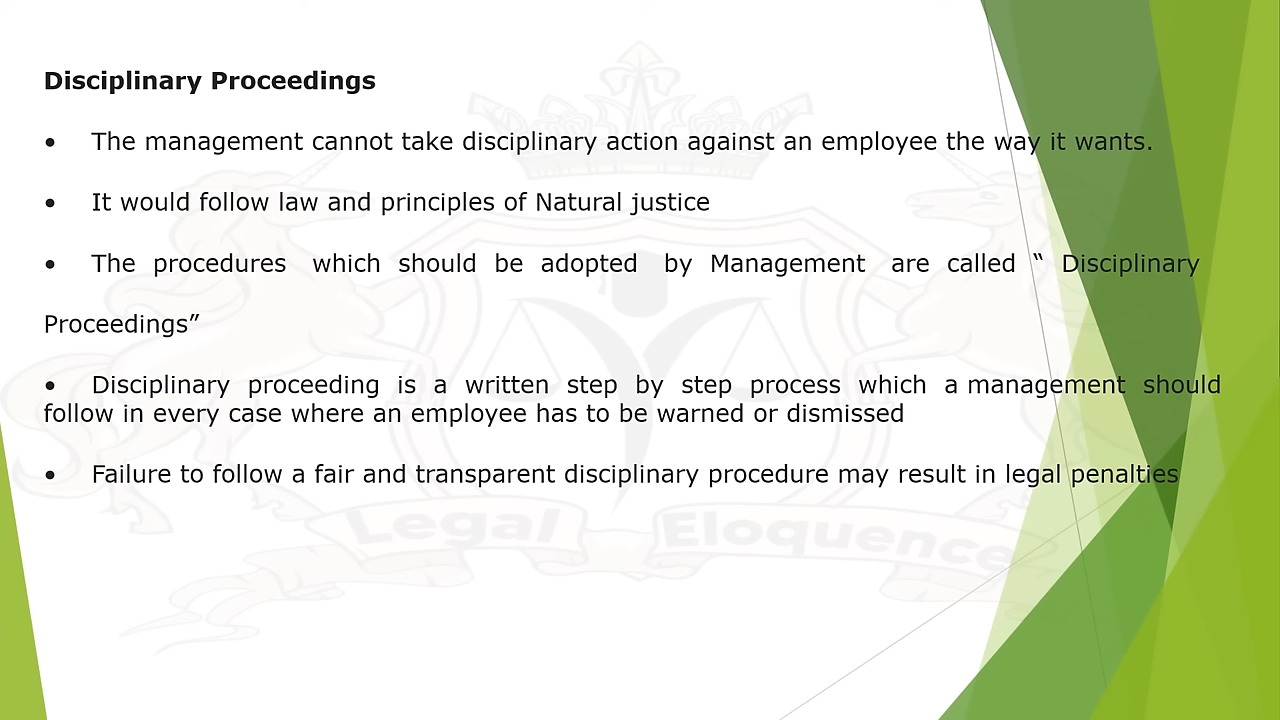 Disciplinary Proceedings
• The management cannot take disciplinary action against an employee the way it wants.
• It would follow law and principles of Natural justice
• The procedures which should be adopted by Management are called “ Disciplinary
Proceedings”
• Disciplinary proceeding is a written step by step process which a management should
follow in every case where an employee has to be warned or dismissed
• Failure to follow a fair and transparent disciplinary procedure may result in legal penalties
Legal Eloquence